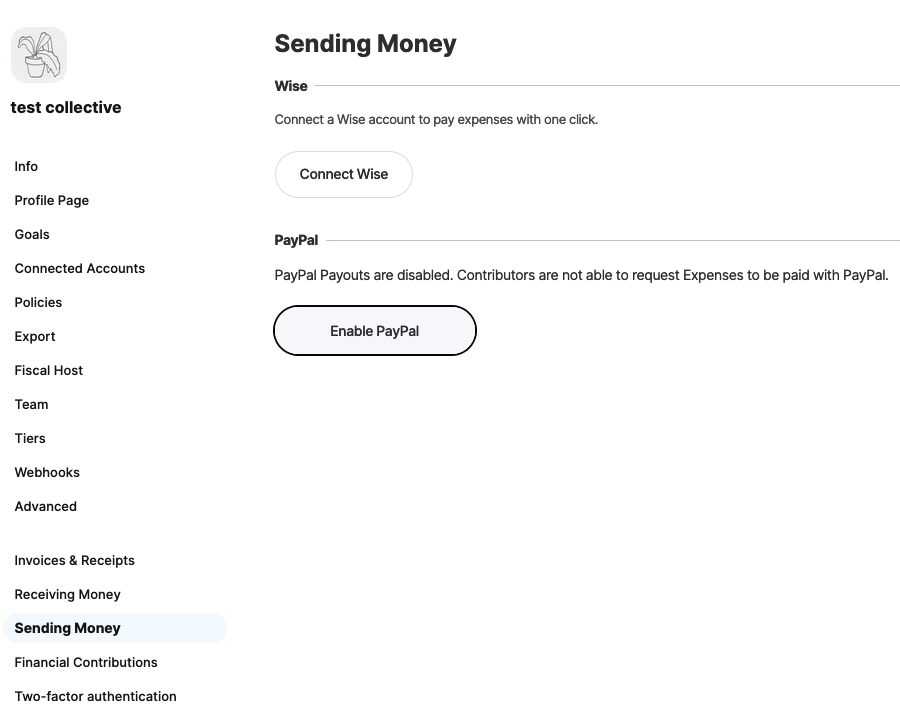 test collective
Info
Profile Page
Goals
Connected Accounts
Policies
Export
Fiscal Host
Team
Tiers
Webhooks
Advanced
Invoices & Receipts
Receiving Money
Sending Money
Financial Contributions
Two-factor authentication
Sending Money
Wise
Connect a Wise account to pay expenses with one click.
Connect Wise
PayPal
PayPal Payouts are disabled. Contributors are not able to request Expenses to be paid with PayPal.
Enable PayPal